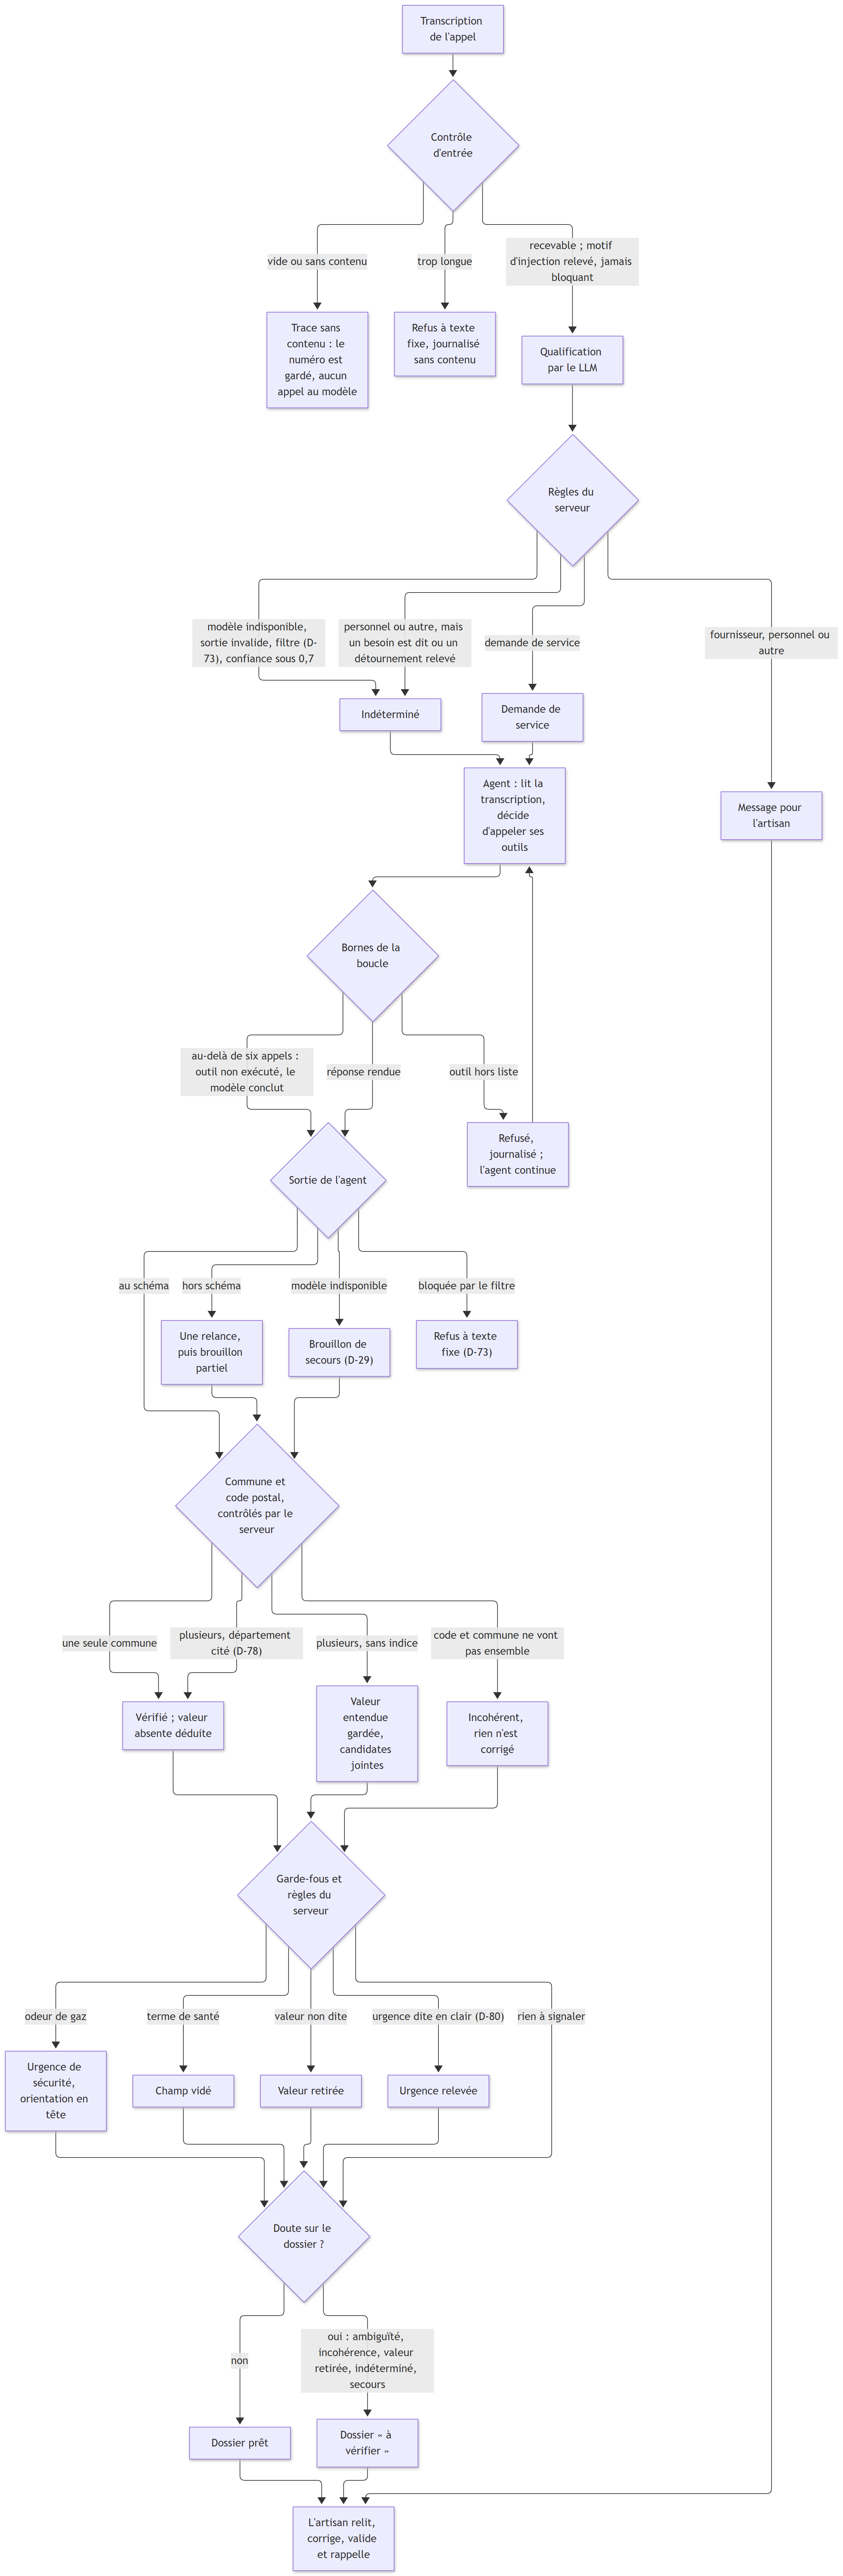 Transcription
de l'appel
Contrôle
d'entrée
vide ou sans contenu
trop longue
recevable ; motif
d'injection relevé, jamais
bloquant
Trace sans
contenu : le
numéro est
gardé, aucun
appel au modèle
Refus à texte
fixe, journalisé
sans contenu
Qualification
par le LLM
Règles du
serveur
modèle indisponible,
sortie invalide, filtre (D-
73), confiance sous 0,7
personnel ou autre, mais
un besoin est dit ou un
détournement relevé
demande de service
fournisseur, personnel ou
autre
Indéterminé
Demande de
service
Agent : lit la
transcription,
décide
d'appeler ses
outils
Message pour
l'artisan
Bornes de la
boucle
au-delà de six appels :
outil non exécuté, le
modèle conclut
réponse rendue
outil hors liste
Refusé,
journalisé ;
l'agent continue
Sortie de l'agent
au schéma
hors schéma
modèle indisponible
bloquée par le filtre
Une relance,
puis brouillon
partiel
Brouillon de
secours (D-29)
Refus à texte
fixe (D-73)
Commune et
code postal,
contrôlés par le
serveur
une seule commune
plusieurs, département
cité (D-78)
plusieurs, sans indice
code et commune ne vont
pas ensemble
Vérifié ; valeur
absente déduite
Valeur
entendue
gardée,
candidates
jointes
Incohérent,
rien n'est
corrigé
Garde-fous et
règles du
serveur
odeur de gaz
terme de santé
valeur non dite
urgence dite en clair (D-80)
rien à signaler
Urgence de
sécurité,
orientation en
tête
Champ vidé
Valeur retirée
Urgence relevée
Doute sur le
dossier ?
non
oui : ambiguïté,
incohérence, valeur
retirée, indéterminé,
secours
Dossier prêt
Dossier « à
vérifier »
L'artisan relit,
corrige, valide
et rappelle